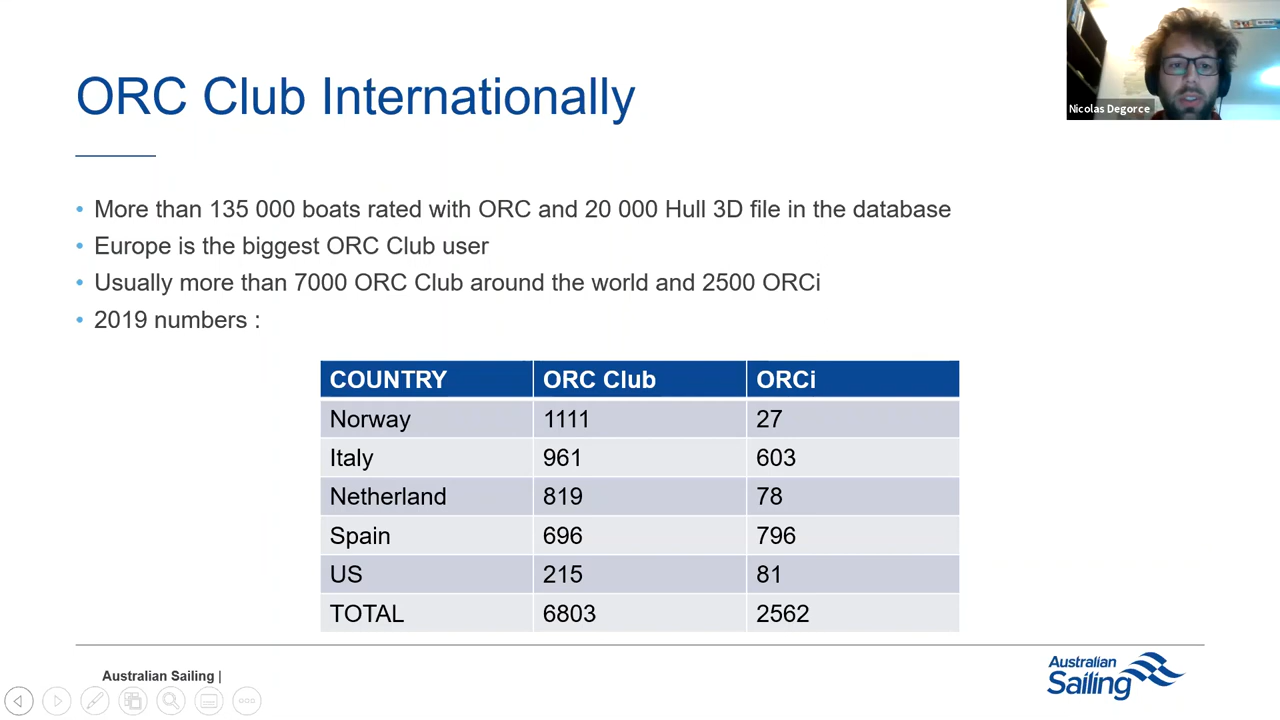 ORC Club Internationally
Nicolas Degorce
• More than 135 000 boats rated with ORC and 20 000 Hull 3D file in the database
• Europe is the biggest ORC Club user
• Usually more than 7000 ORC Club around the world and 2500 ORCi
• 2019 numbers :
COUNTRY ORC Club ORCi
Norway 1111 27
Italy 961 603
Netherland 819 78
Spain 696 796
US 215 81
TOTAL 6803 2562
Australian Sailing |
Australian
Sailing